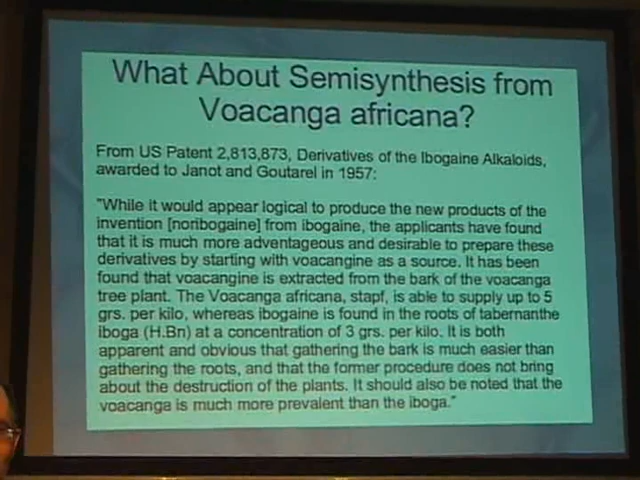 What About Semisynthesis from
Voacanga africana?
From US Patent 2,813,873, Derivatives of the Ibogaine Alkaloids,
awarded to Janot and Goutarel in 1957:
"While it would appear logical to produce the new products of the
invention [noribogaine] from ibogaine, the applicants have found
that it is much more advantageous and desirable to prepare these
derivatives by starting with voacangine as a source. It has been
found that voacangine is extracted from the bark of the voacanga
tree plant. The Voacanga africana, stapf, is able to supply up to 5
grs. per kilo, whereas ibogaine is found in the roots of tabernanthe
iboga (H.Bn) at a concentration of 3 grs. per kilo. It is both
apparent and obvious that gathering the bark is much easier than
gathering the roots, and that the former procedure does not bring
about the destruction of the plants. It should also be noted that the
voacanga is much more prevalent than the iboga."